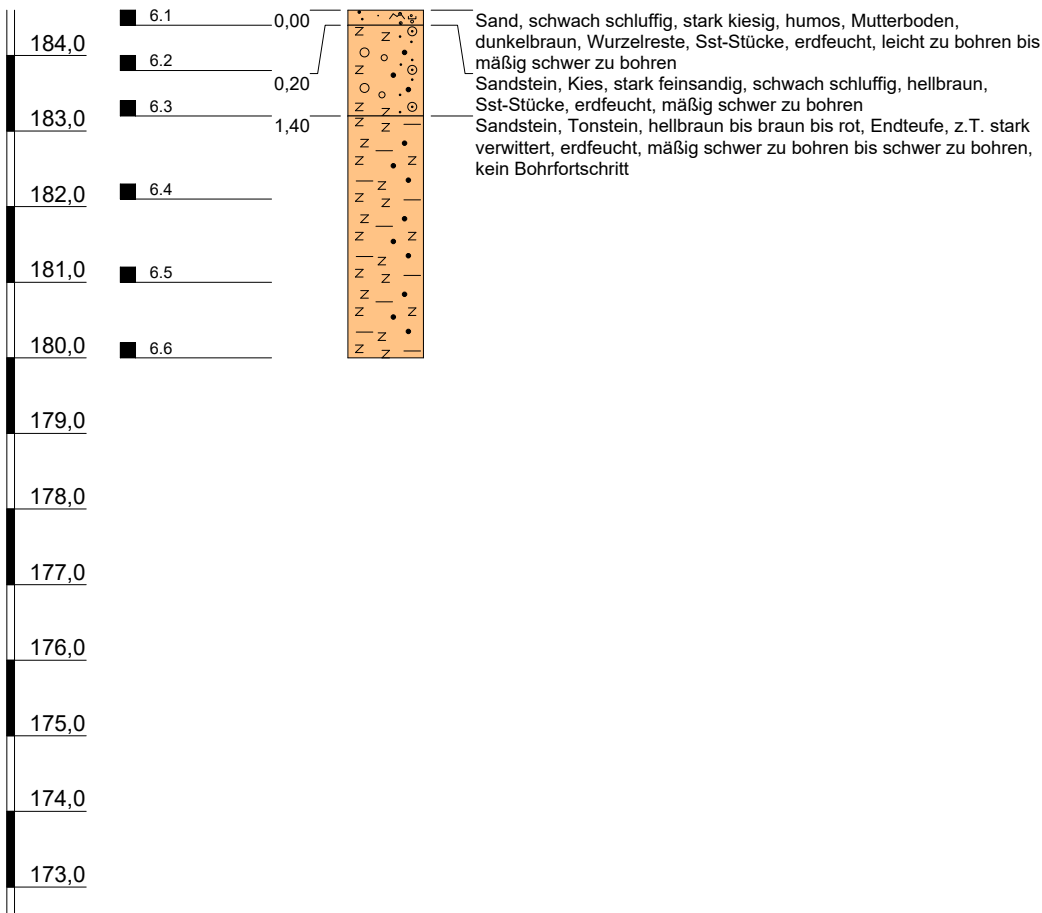 184,0
183,0
182,0
181,0
180,0
179,0
178,0
177,0
176,0
175,0
174,0
173,0
6.1
6.2
6.3
6.4
6.5
6.6
0,00
0,20
1,40
Sand, schwach schluffig, stark kiesig, humos, Mutterboden,
dunkelbraun, Wurzelreste, Sst-Stücke, erdfeucht, leicht zu bohren bis
mäßig schwer zu bohren
Sandstein, Kies, stark feinsandig, schwach schluffig, hellbraun,
Sst-Stücke, erdfeucht, mäßig schwer zu bohren
Sandstein, Tonstein, hellbraun bis braun bis rot, Endteufe, z.T. stark
verwittert, erdfeucht, mäßig schwer zu bohren bis schwer zu bohren,
kein Bohrfortschritt